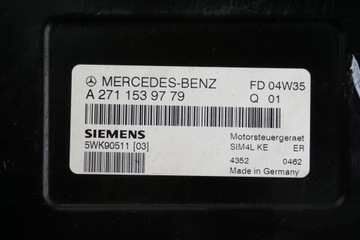 MERCEDES-BENZ FD 04W35
A 271 153 97 79 Q 01
SIEMENS Motorsteuergeraet
5WK90511 [03] SIM4L KE ER
4352 0462
Made in Germany